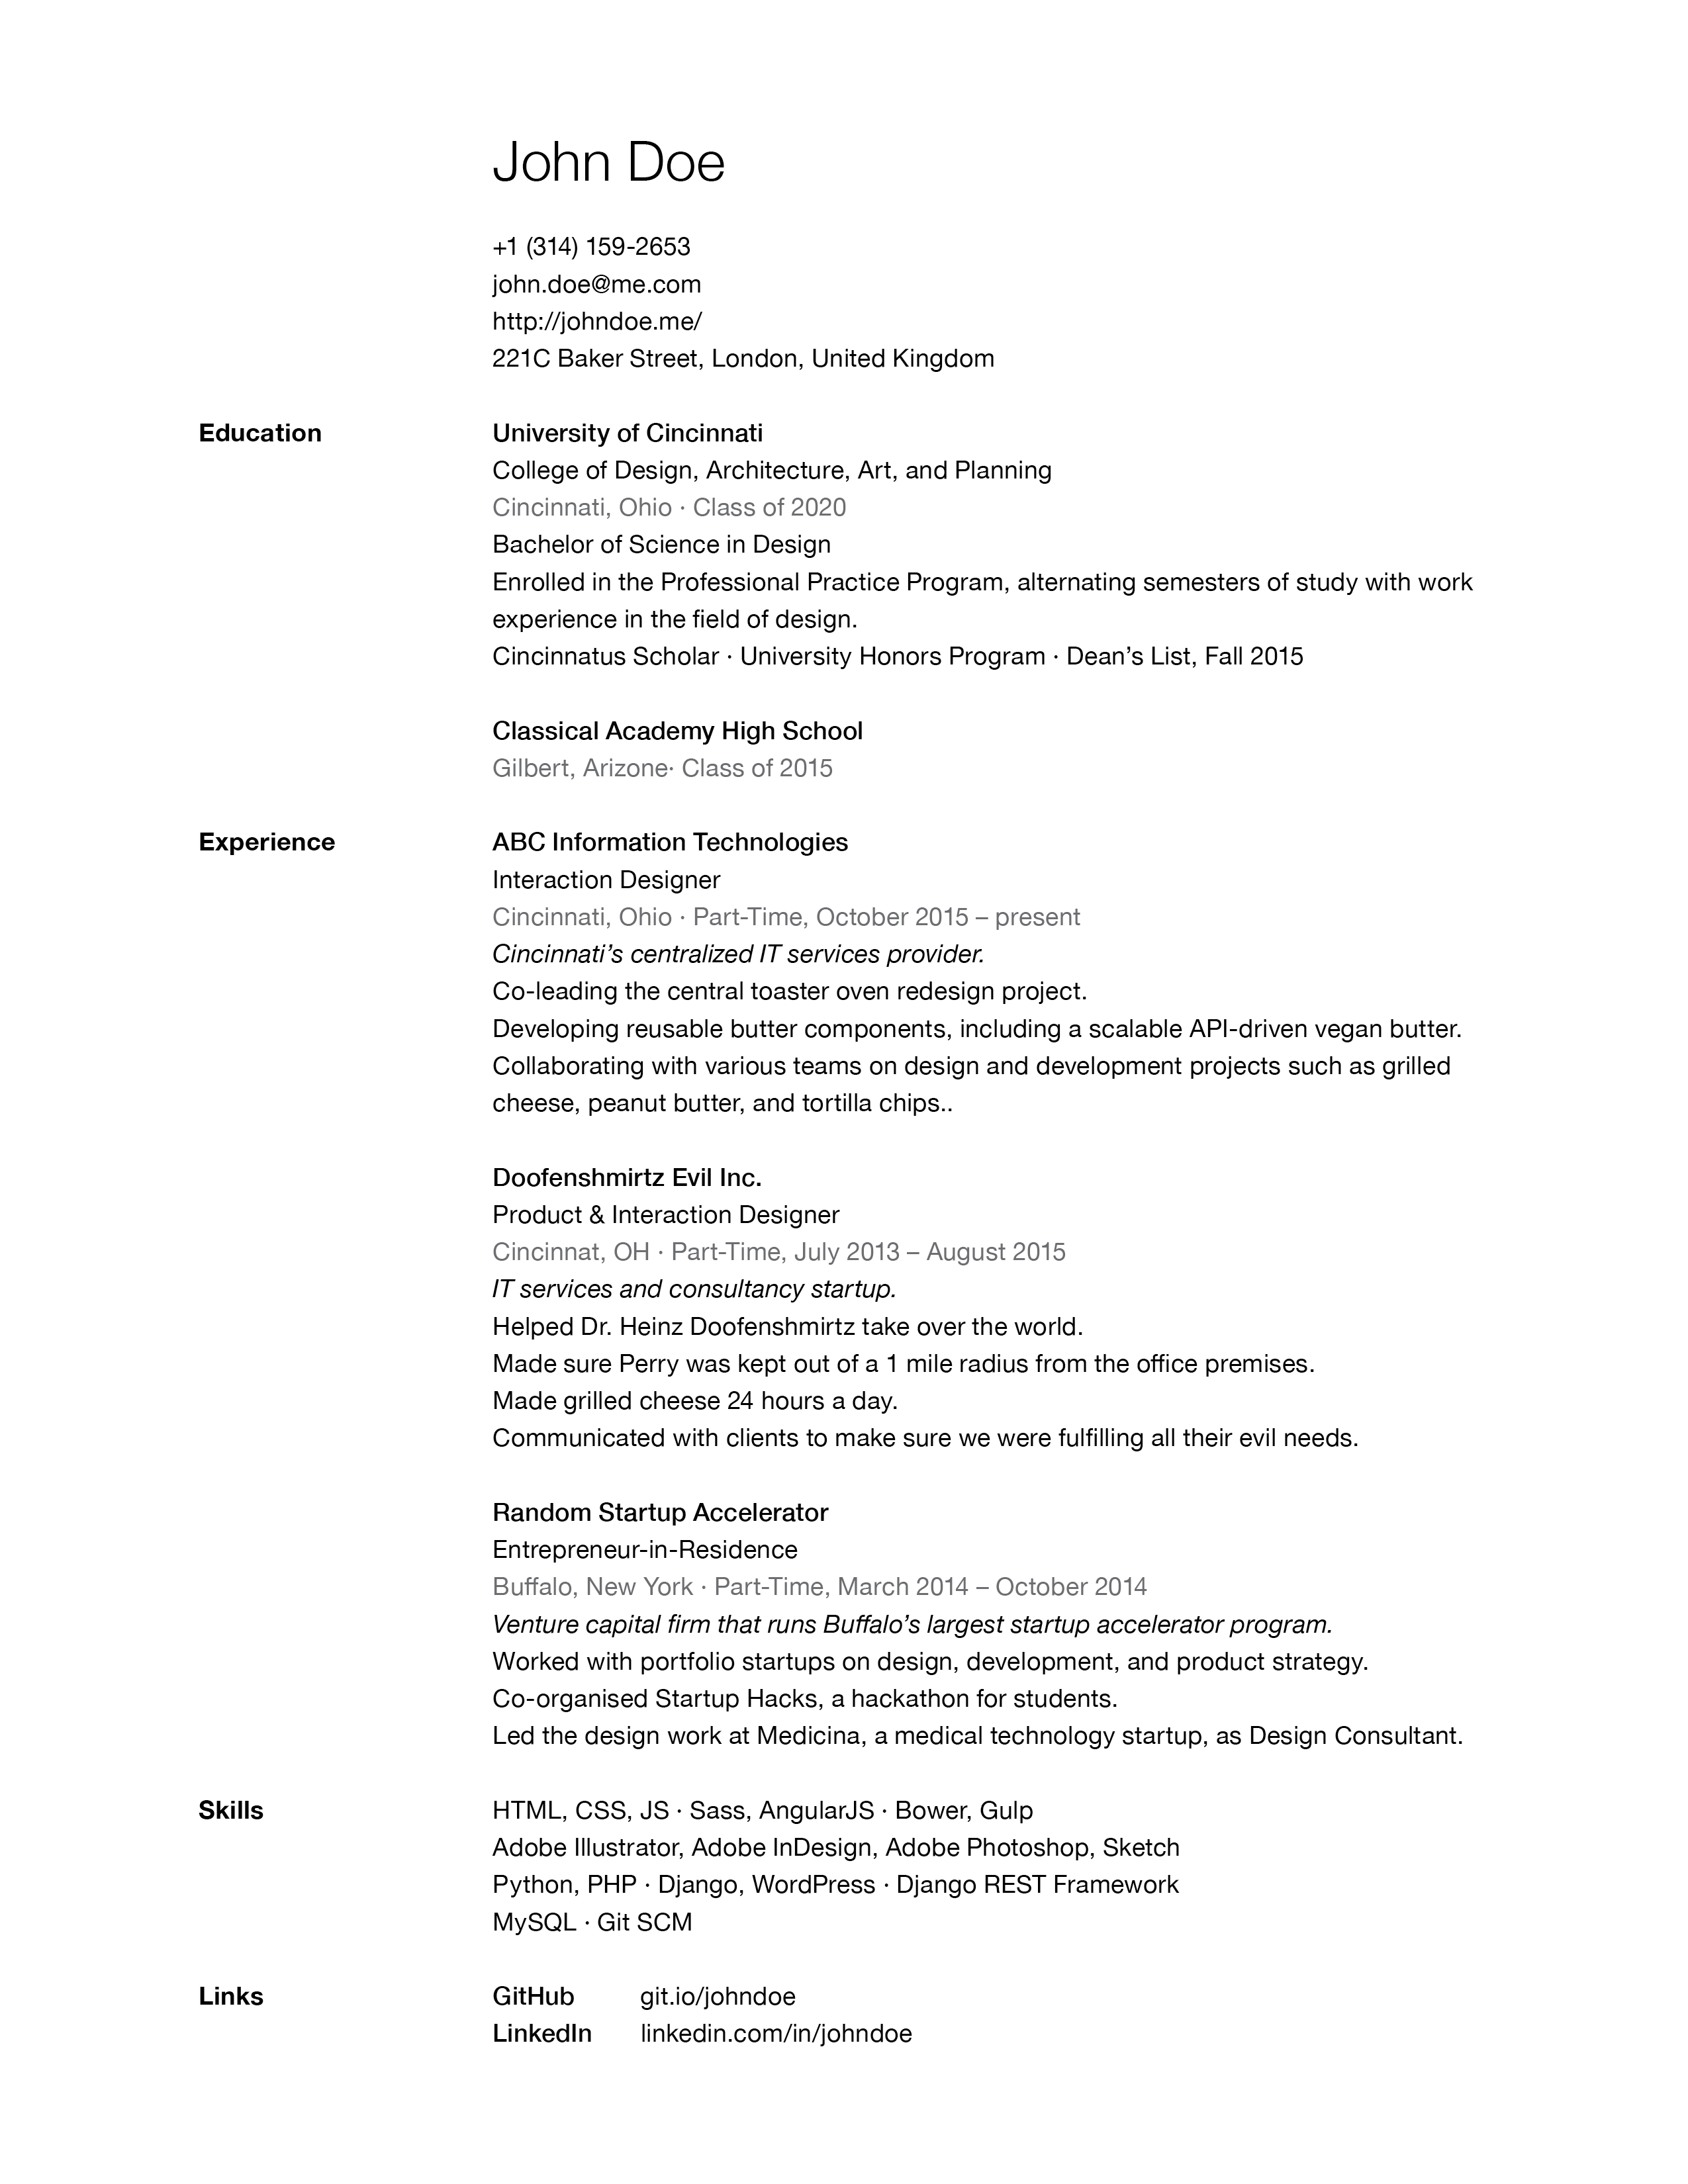 John Doe
+1 (314) 159-2653
john.doe@me.com
http://johndoe.me/
221C Baker Street, London, United Kingdom
Education
University of Cincinnati
College of Design, Architecture, Art, and Planning
Cincinnati, Ohio · Class of 2020
Bachelor of Science in Design
Enrolled in the Professional Practice Program, alternating semesters of study with work
experience in the field of design.
Cincinnatus Scholar · University Honors Program · Dean’s List, Fall 2015
Classical Academy High School
Gilbert, Arizone· Class of 2015
Experience
ABC Information Technologies
Interaction Designer
Cincinnati, Ohio · Part-Time, October 2015 – present
Cincinnati’s centralized IT services provider.
Co-leading the central toaster oven redesign project.
Developing reusable butter components, including a scalable API-driven vegan butter.
Collaborating with various teams on design and development projects such as grilled
cheese, peanut butter, and tortilla chips..
Doofenshmirtz Evil Inc.
Product & Interaction Designer
Cincinnat, OH · Part-Time, July 2013 – August 2015
IT services and consultancy startup.
Helped Dr. Heinz Doofenshmirtz take over the world.
Made sure Perry was kept out of a 1 mile radius from the office premises.
Made grilled cheese 24 hours a day.
Communicated with clients to make sure we were fulfilling all their evil needs.
Random Startup Accelerator
Entrepreneur-in-Residence
Buffalo, New York · Part-Time, March 2014 – October 2014
Venture capital firm that runs Buffalo’s largest startup accelerator program.
Worked with portfolio startups on design, development, and product strategy.
Co-organised Startup Hacks, a hackathon for students.
Led the design work at Medicina, a medical technology startup, as Design Consultant.
Skills
HTML, CSS, JS · Sass, AngularJS · Bower, Gulp
Adobe Illustrator, Adobe InDesign, Adobe Photoshop, Sketch
Python, PHP · Django, WordPress · Django REST Framework
MySQL · Git SCM
Links
GitHub git.io/johndoe
LinkedIn linkedin.com/in/johndoe